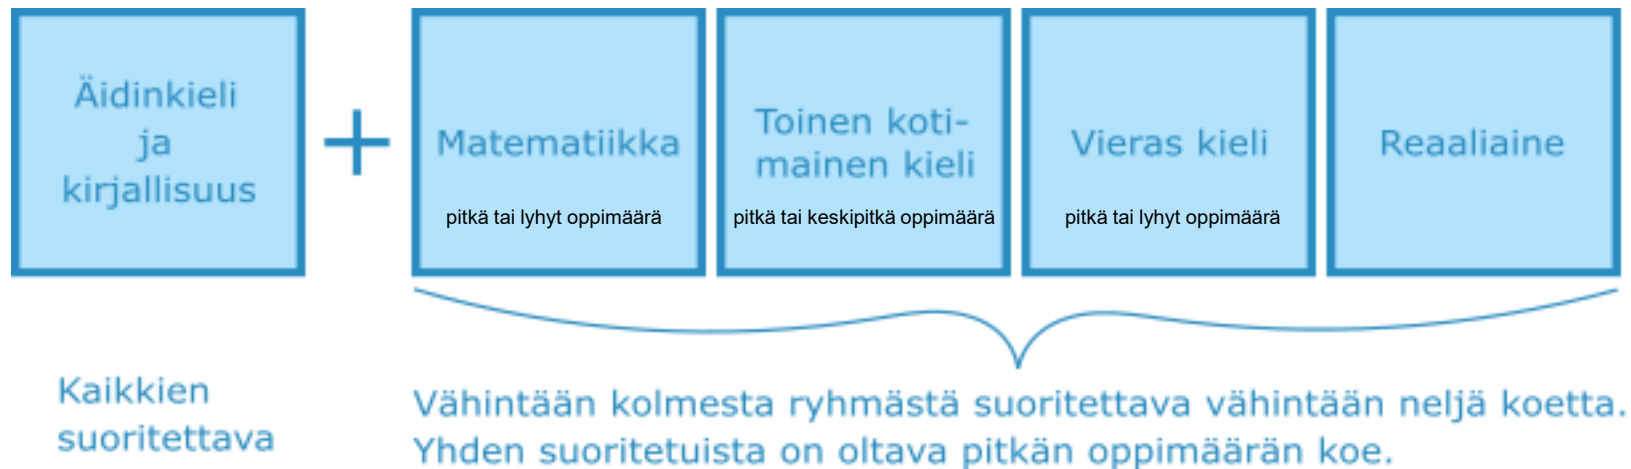 Äidinkieli
ja
kirjallisuus
+
Matematiikka
pitkä tai lyhyt oppimäärä
Toinen koti-
mainen kieli
pitkä tai keskipitkä oppimäärä
Vieras kieli
pitkä tai lyhyt oppimäärä
Reaaliaine
Kaikkien
suoritettava
Vähintään kolmesta ryhmästä suoritettava vähintään neljä koetta.
Yhden suoritetuista on oltava pitkän oppimäärän koe.